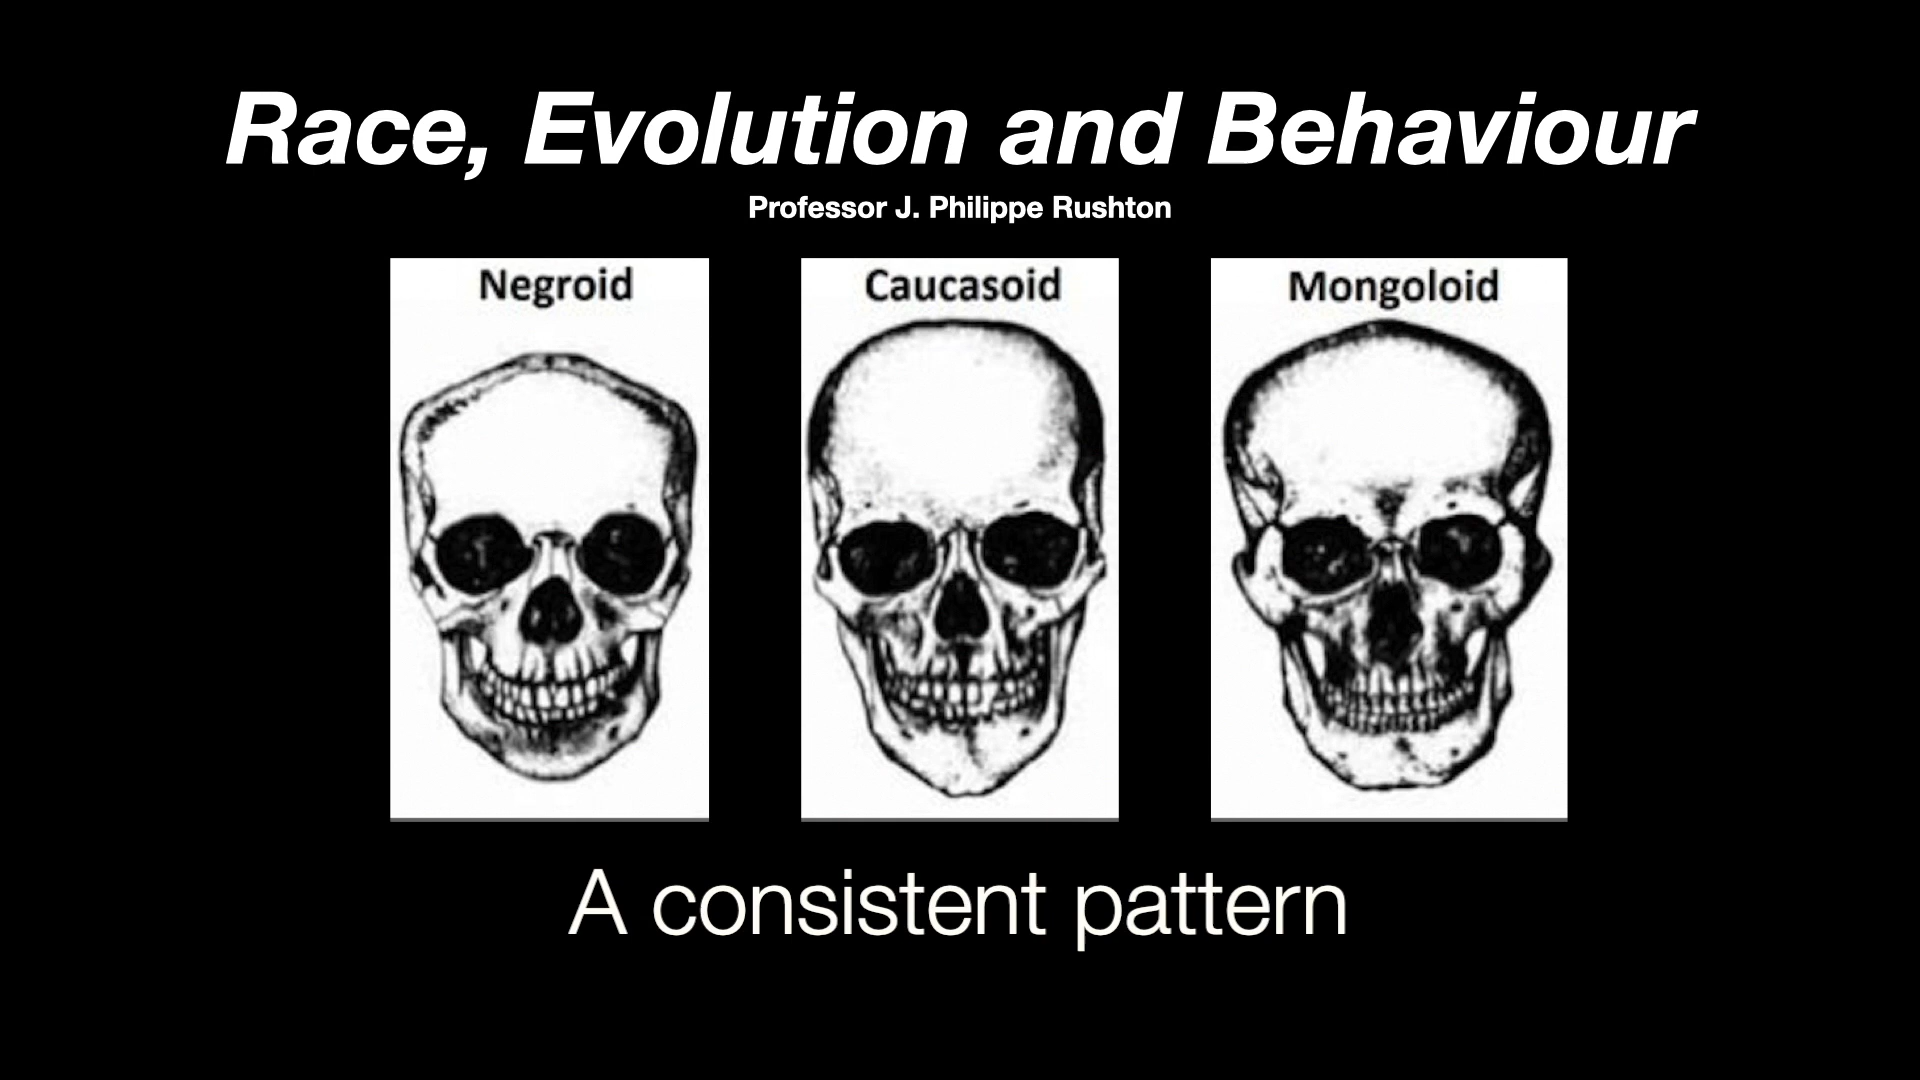 Race, Evolution and Behaviour
Professor J. Philippe Rushton
Negroid
Caucasoid
Mongoloid
A consistent pattern